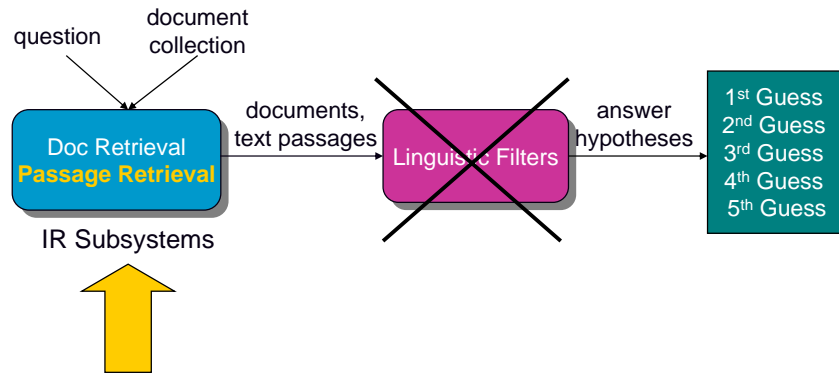 question
document
collection
Doc Retrieval
Passage Retrieval
IR Subsystems
documents,
text passages
Linguistic Filters
answer
hypotheses
1st Guess
2nd Guess
3rd Guess
4th Guess
5th Guess